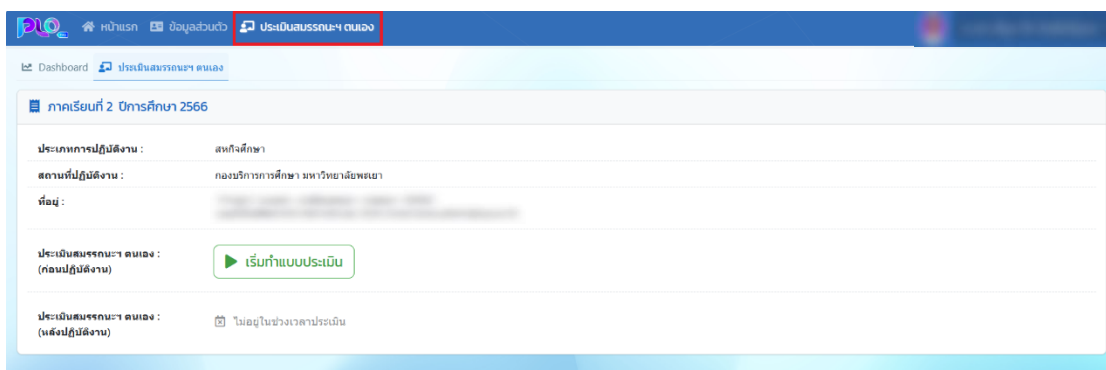 PLO หน้าแรก ข้อมูลส่วนตัว ประเมินสมรรถนะฯ ตนเอง
Dashboard ประเมินสมรรถนะฯ ตนเอง
ภาคเรียนที่ 2 ปีการศึกษา 2566
ประเภทการปฏิบัติงาน : สหกิจศึกษา
สถานที่ปฏิบัติงาน : กองบริการการศึกษา มหาวิทยาลัยพะเยา
ที่อยู่ :
ประเมินสมรรถนะฯ ตนเอง :
(ก่อนปฏิบัติงาน)
เริ่มทำแบบประเมิน
ประเมินสมรรถนะฯ ตนเอง :
(หลังปฏิบัติงาน)
ไม่อยู่ในช่วงเวลาประเมิน